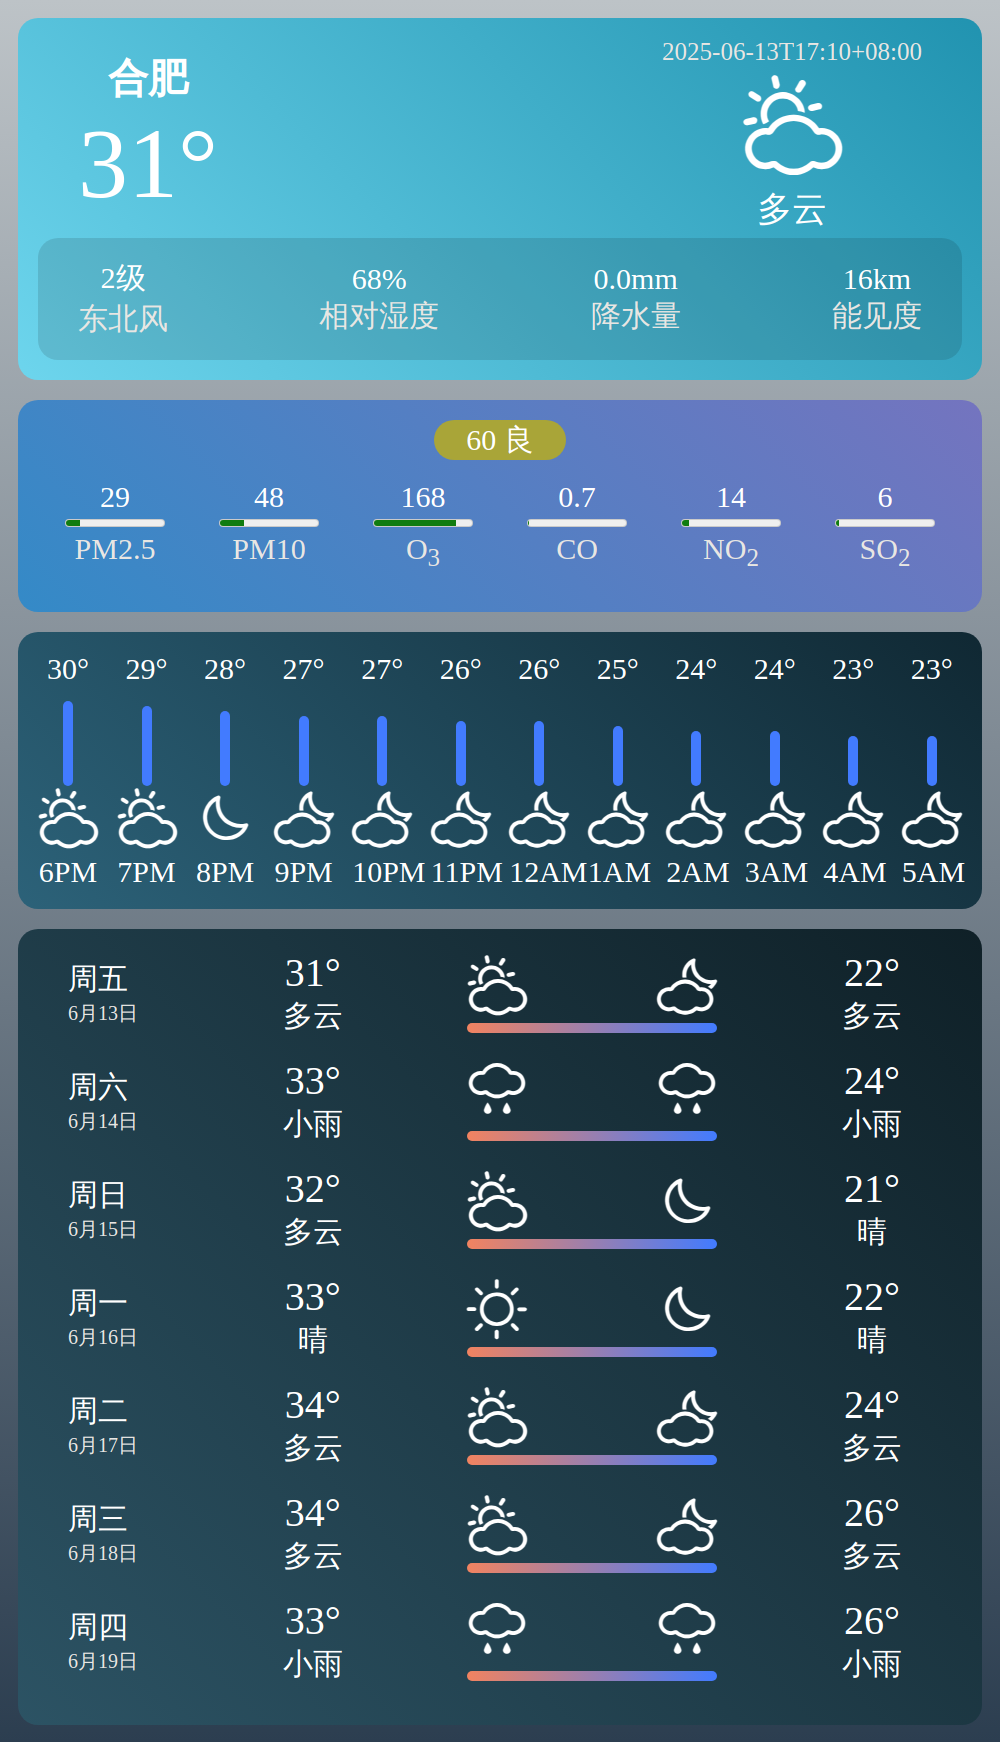 合肥
31°
2025-06-13T17:10+08:00
多云
2级 68% 0.0mm 16km
东北风 相对湿度 降水量 能见度
60 良
29 48 168 0.7 14 6
PM2.5 PM10 O3 CO NO2 SO2
30° 29° 28° 27° 27° 26° 26° 25° 24° 24° 23° 23°
6PM 7PM 8PM 9PM 10PM 11PM 12AM 1AM 2AM 3AM 4AM 5AM
周五 31° 22°
6月13日 多云 多云
周六 33° 24°
6月14日 小雨 小雨
周日 32° 21°
6月15日 多云 晴
周一 33° 22°
6月16日 晴 晴
周二 34° 24°
6月17日 多云 多云
周三 34° 26°
6月18日 多云 多云
周四 33° 26°
6月19日 小雨 小雨